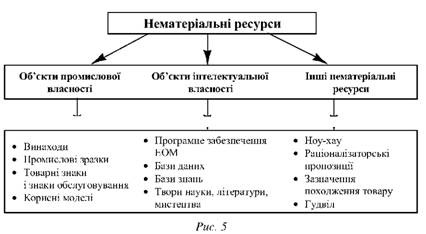 Нематеріальні ресурси
Об’єкти промислової
власності
Об’єкти інтелектуальної
власності
Інші нематеріальні
ресурси
• Винаходи
• Промислові зразки
• Товарні знаки
і знаки обслуговування
• Корисні моделі
• Програмне забезпечення
ЕОМ
• Бази даних
• Бази знань
• Твори науки, літератури,
мистецтва
• Ноу-хау
• Раціоналізаторські
пропозиції
• Зазначення
походження товару
• Гудвіл
Рис. 5